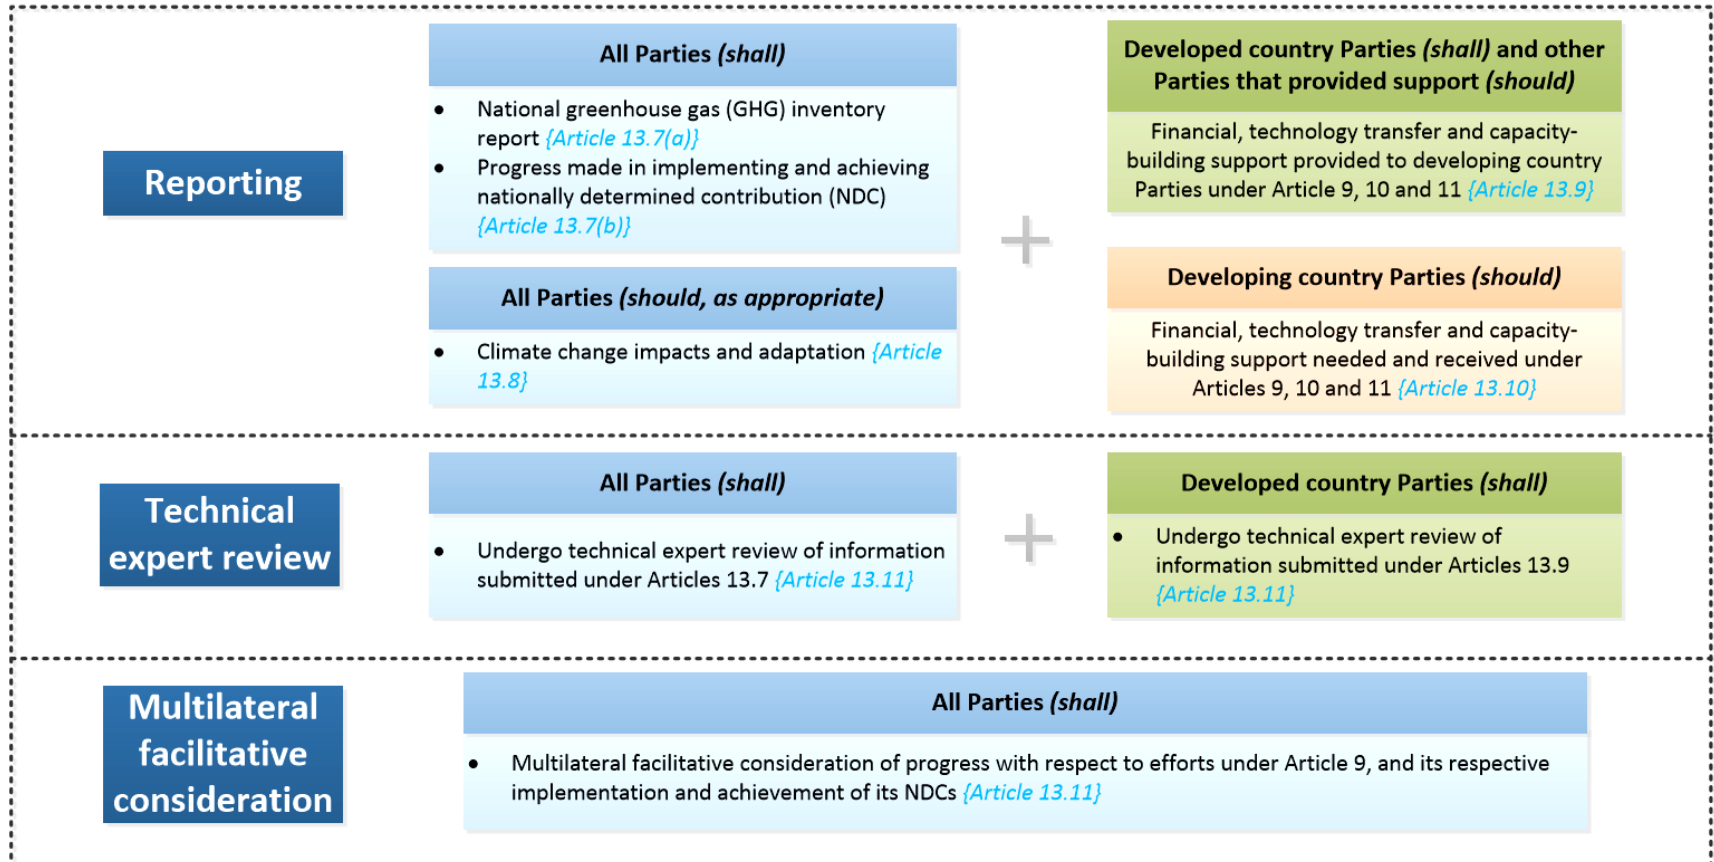 Reporting
All Parties (shall)
• National greenhouse gas (GHG) inventory
report {Article 13.7(a)}
• Progress made in implementing and achieving
nationally determined contribution (NDC)
{Article 13.7(b)}
All Parties (should, as appropriate)
• Climate change impacts and adaptation {Article
13.8}
+
Developed country Parties (shall) and other
Parties that provided support (should)
Financial, technology transfer and capacity-
building support provided to developing country
Parties under Article 9, 10 and 11 {Article 13.9}
Developing country Parties (should)
Financial, technology transfer and capacity-
building support needed and received under
Articles 9, 10 and 11 {Article 13.10}
Technical
expert review
All Parties (shall)
• Undergo technical expert review of information
submitted under Articles 13.7 {Article 13.11}
+
Developed country Parties (shall)
• Undergo technical expert review of
information submitted under Articles 13.9
{Article 13.11}
Multilateral
facilitative
consideration
All Parties (shall)
• Multilateral facilitative consideration of progress with respect to efforts under Article 9, and its respective
implementation and achievement of its NDCs {Article 13.11}